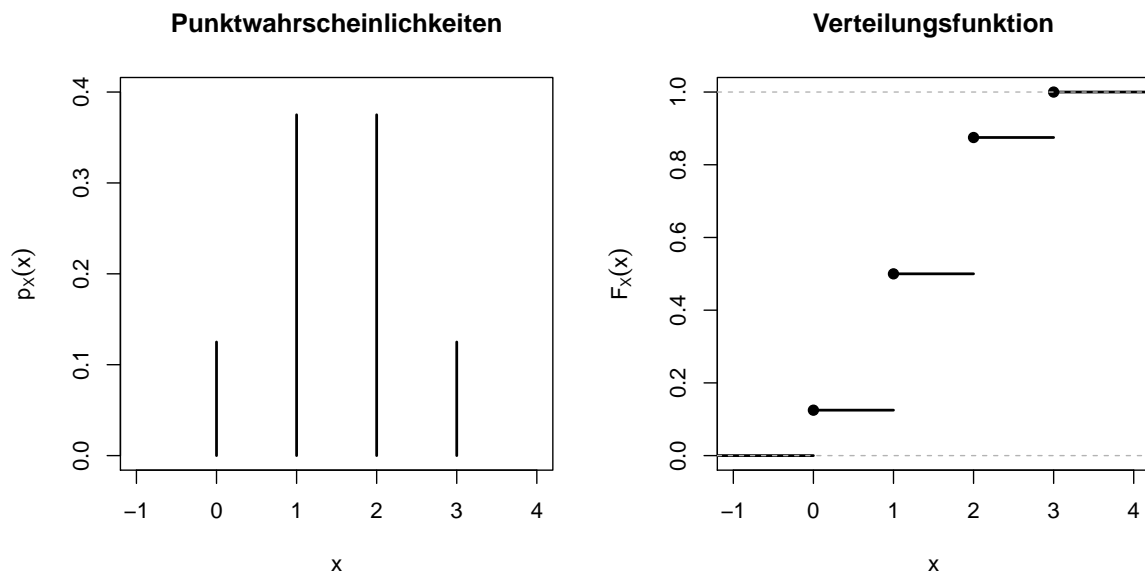 Punktwahrscheinlichkeiten
0.4
0.3
0.2
0.1
0.0
pX(x)
−1 0 1 2 3 4
x
Verteilungsfunktion
1.0
0.8
0.6
0.4
0.2
0.0
FX(x)
−1 0 1 2 3 4
x